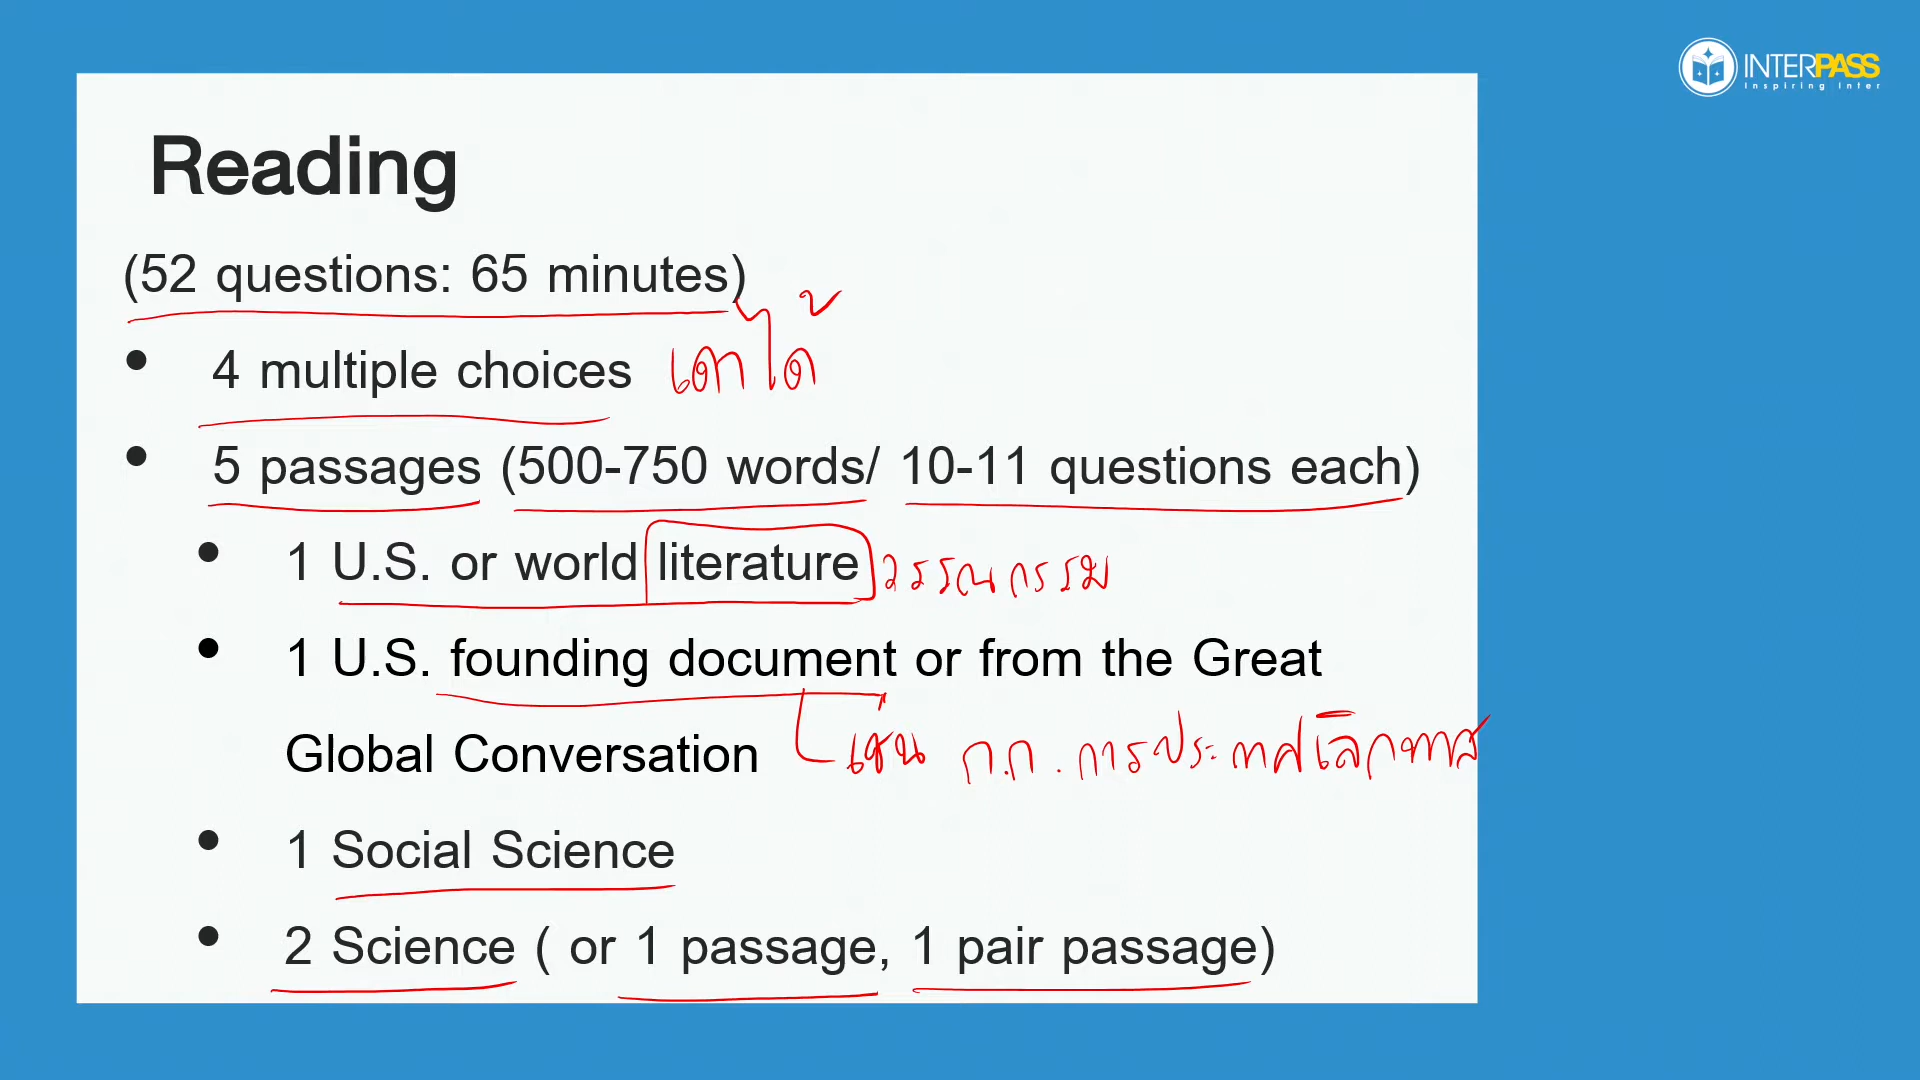 INTERPASS
Inspiring Inter
Reading
(52 questions: 65 minutes)
• 4 multiple choices เดาได้
• 5 passages (500-750 words/ 10-11 questions each)
• 1 U.S. or world literature วรรณกรรม
• 1 U.S. founding document or from the Great
Global Conversation เช่น ก.ก. การประกาศเลิกทาส
• 1 Social Science
• 2 Science ( or 1 passage, 1 pair passage)